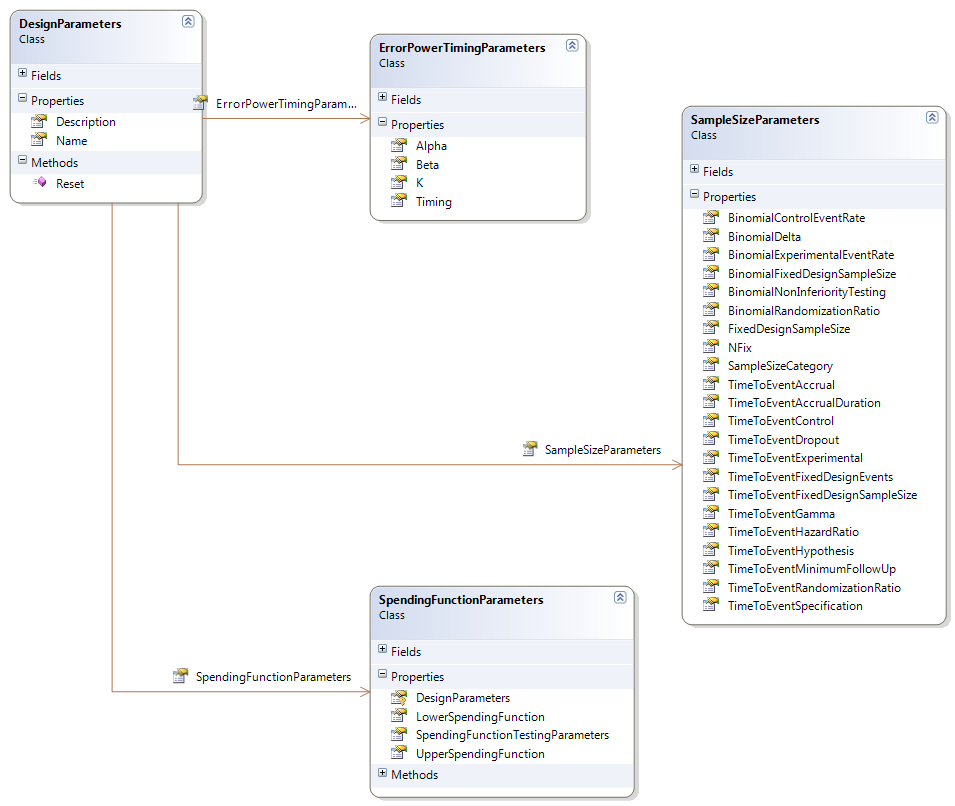 DesignParameters
Class
Fields
Properties
Description
Name
Methods
Reset
ErrorPowerTimingParam...
ErrorPowerTimingParameters
Class
Fields
Properties
Alpha
Beta
K
Timing
SampleSizeParameters
SampleSizeParameters
Class
Fields
Properties
BinomialControlEventRate
BinomialDelta
BinomialExperimentalEventRate
BinomialFixedDesignSampleSize
BinomialNonInferiorityTesting
BinomialRandomizationRatio
FixedDesignSampleSize
NFix
SampleSizeCategory
TimeToEventAccrual
TimeToEventAccrualDuration
TimeToEventControl
TimeToEventDropout
TimeToEventExperimental
TimeToEventFixedDesignEvents
TimeToEventFixedDesignSampleSize
TimeToEventGamma
TimeToEventHazardRatio
TimeToEventHypothesis
TimeToEventMinimumFollowUp
TimeToEventRandomizationRatio
TimeToEventSpecification
SpendingFunctionParameters
SpendingFunctionParameters
Class
Fields
Properties
DesignParameters
LowerSpendingFunction
SpendingFunctionTestingParameters
UpperSpendingFunction
Methods